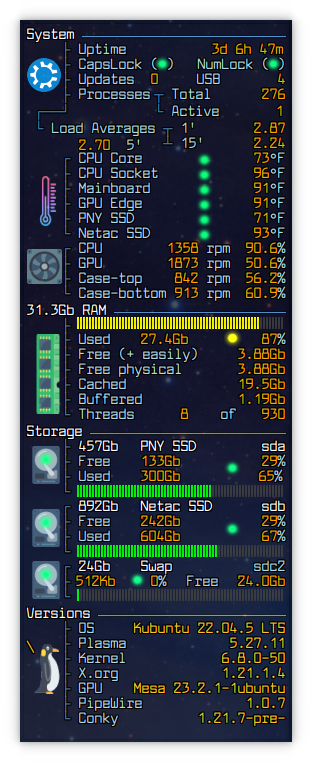 System
Uptime 3d 6h 47m
CapsLock (●) NumLock (●)
Updates 0 USB 4
Processes Total 276
Active 1
Load Averages 1' 2.87
2.70 5' 15' 2.24
CPU Core 73°F
CPU Socket 96°F
Mainboard 91°F
GPU Edge 91°F
PNY SSD 71°F
Netac SSD 93°F
CPU 1358 rpm 90.6%
GPU 1873 rpm 50.6%
Case-top 842 rpm 56.2%
Case-bottom 913 rpm 60.9%
31.3Gb RAM
Used 27.4Gb 87%
Free (+ easily) 3.88Gb
Free physical 3.88Gb
Cached 19.5Gb
Buffered 1.19Gb
Threads 8 of 930
Storage
457Gb PNY SSD sda
Free 133Gb 29%
Used 300Gb 65%
892Gb Netac SSD sdb
Free 242Gb 29%
Used 604Gb 67%
24Gb Swap sdc2
512Kb 0% Free 24.0Gb
Versions
OS Kubuntu 22.04.5 LTS
Plasma 5.27.11
Kernel 6.8.0-50
X.org 1.21.1.4
GPU Mesa 23.2.1-1ubuntu
PipeWire 1.0.7
Conky 1.21.7-pre-